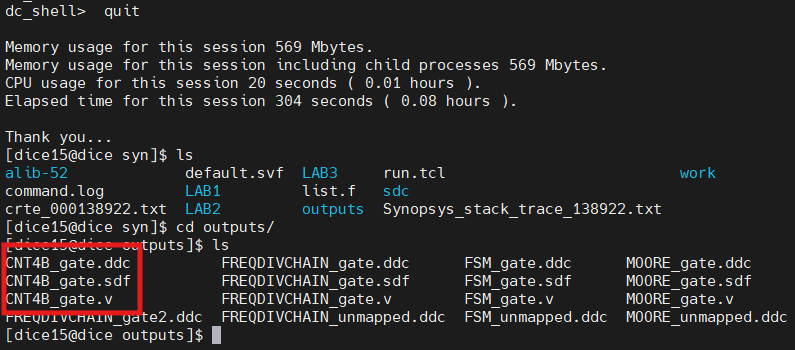 dc_shell>  quit
Memory usage for this session 569 Mbytes.
Memory usage for this session including child processes 569 Mbytes.
CPU usage for this session 20 seconds ( 0.01 hours ).
Elapsed time for this session 304 seconds ( 0.08 hours ).
Thank you...
[dice15@dice syn]$ ls
alib-52 default.svf LAB3 run.tcl work
command.log LAB1 list.f sdc
crte_000138922.txt LAB2 outputs Synopsys_stack_trace_138922.txt
[dice15@dice syn]$ cd outputs/
[dice15@dice outputs]$ ls
CNT4B_gate.ddc FREQDIVCHAIN_gate.ddc FSM_gate.ddc MOORE_gate.ddc
CNT4B_gate.sdf FREQDIVCHAIN_gate.sdf FSM_gate.sdf MOORE_gate.sdf
CNT4B_gate.v FREQDIVCHAIN_gate.v FSM_gate.v MOORE_gate.v
FREQDIVCHAIN_gate2.ddc FREQDIVCHAIN_unmapped.ddc FSM_unmapped.ddc MOORE_unmapped.ddc
[dice15@dice outputs]$